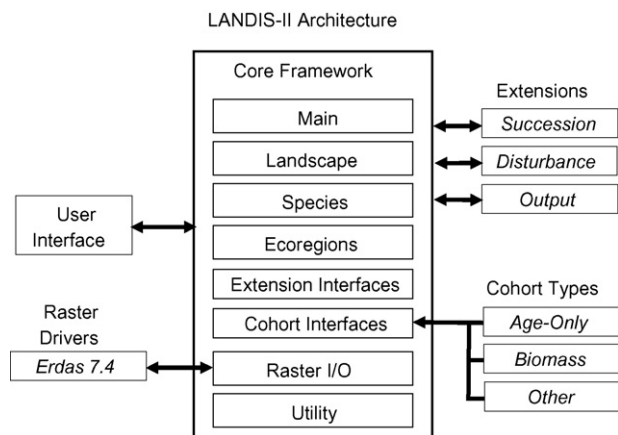 LANDIS-II Architecture
Core Framework
Main
Landscape
Species
Ecoregions
Extension Interfaces
Cohort Interfaces
Raster I/O
Utility
User
Interface
Raster
Drivers
Erdas 7.4
Extensions
Succession
Disturbance
Output
Cohort Types
Age-Only
Biomass
Other